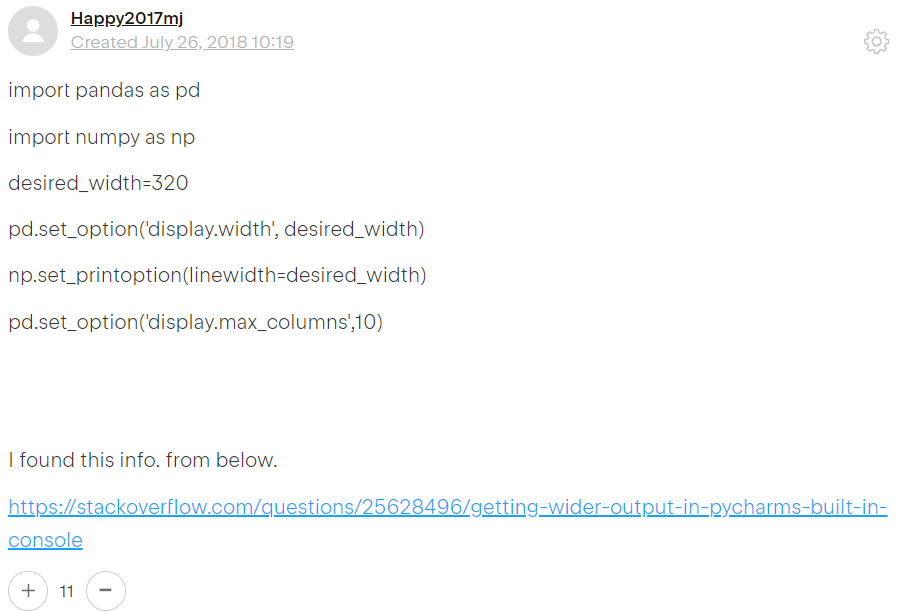 Happy2017mj
Created July 26, 2018 10:19
import pandas as pd
import numpy as np
desired_width=320
pd.set_option('display.width', desired_width)
np.set_printoption(linewidth=desired_width)
pd.set_option('display.max_columns',10)
I found this info. from below.
https://stackoverflow.com/questions/25628496/getting-wider-output-in-pycharms-built-in-
console
+ 11 −